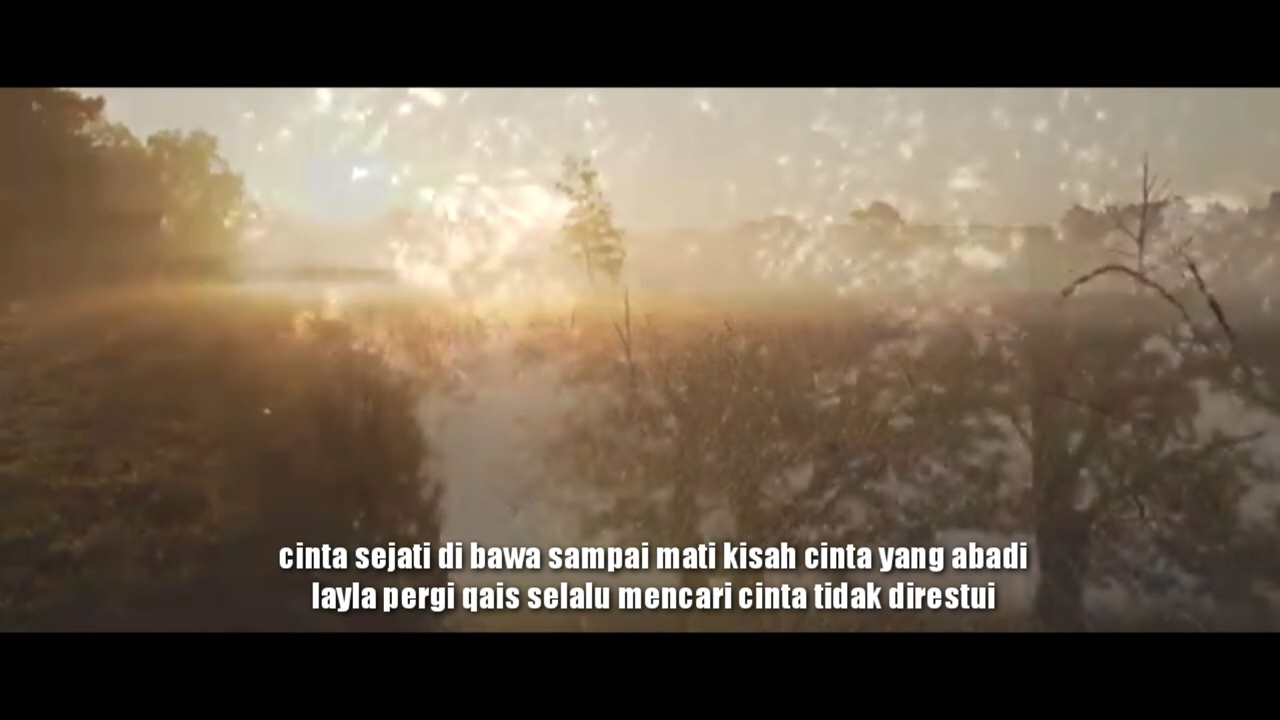 cinta sejati di bawa sampai mati kisah cinta yang abadi
layla pergi qais selalu mencari cinta tidak direstui